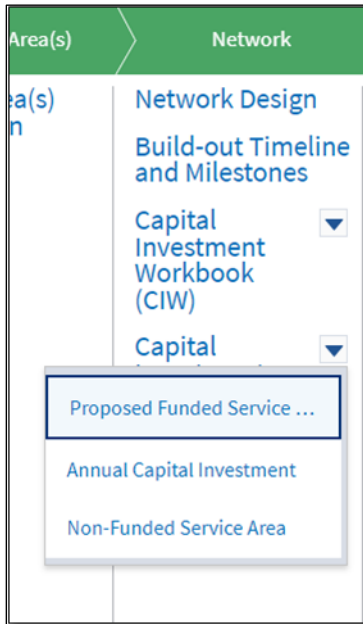 Area(s)
Network
ea(s)
n
Network Design
Build-out Timeline
and Milestones
Capital
Investment
Workbook
(CIW)
Capital
Proposed Funded Service ...
Annual Capital Investment
Non-Funded Service Area